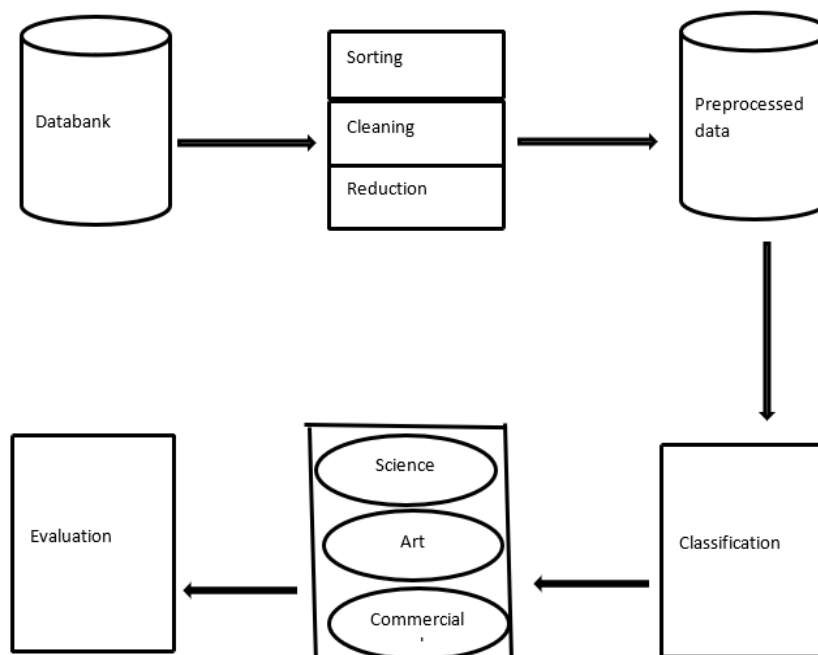 Databank
Sorting
Cleaning
Reduction
Preprocessed
data
Classification
Science
Art
Commercial
Evaluation